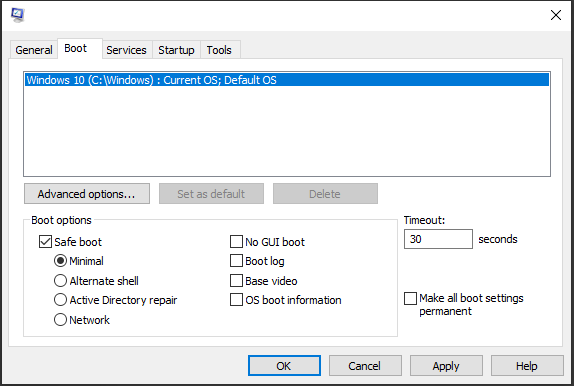 General Boot Services Startup Tools
Windows 10 (C:\Windows) : Current OS; Default OS
Advanced options... Set as default Delete
Boot options
Safe boot
Minimal
Alternate shell
Active Directory repair
Network
No GUI boot
Boot log
Base video
OS boot information
Timeout:
30 seconds
Make all boot settings
permanent
OK Cancel Apply Help